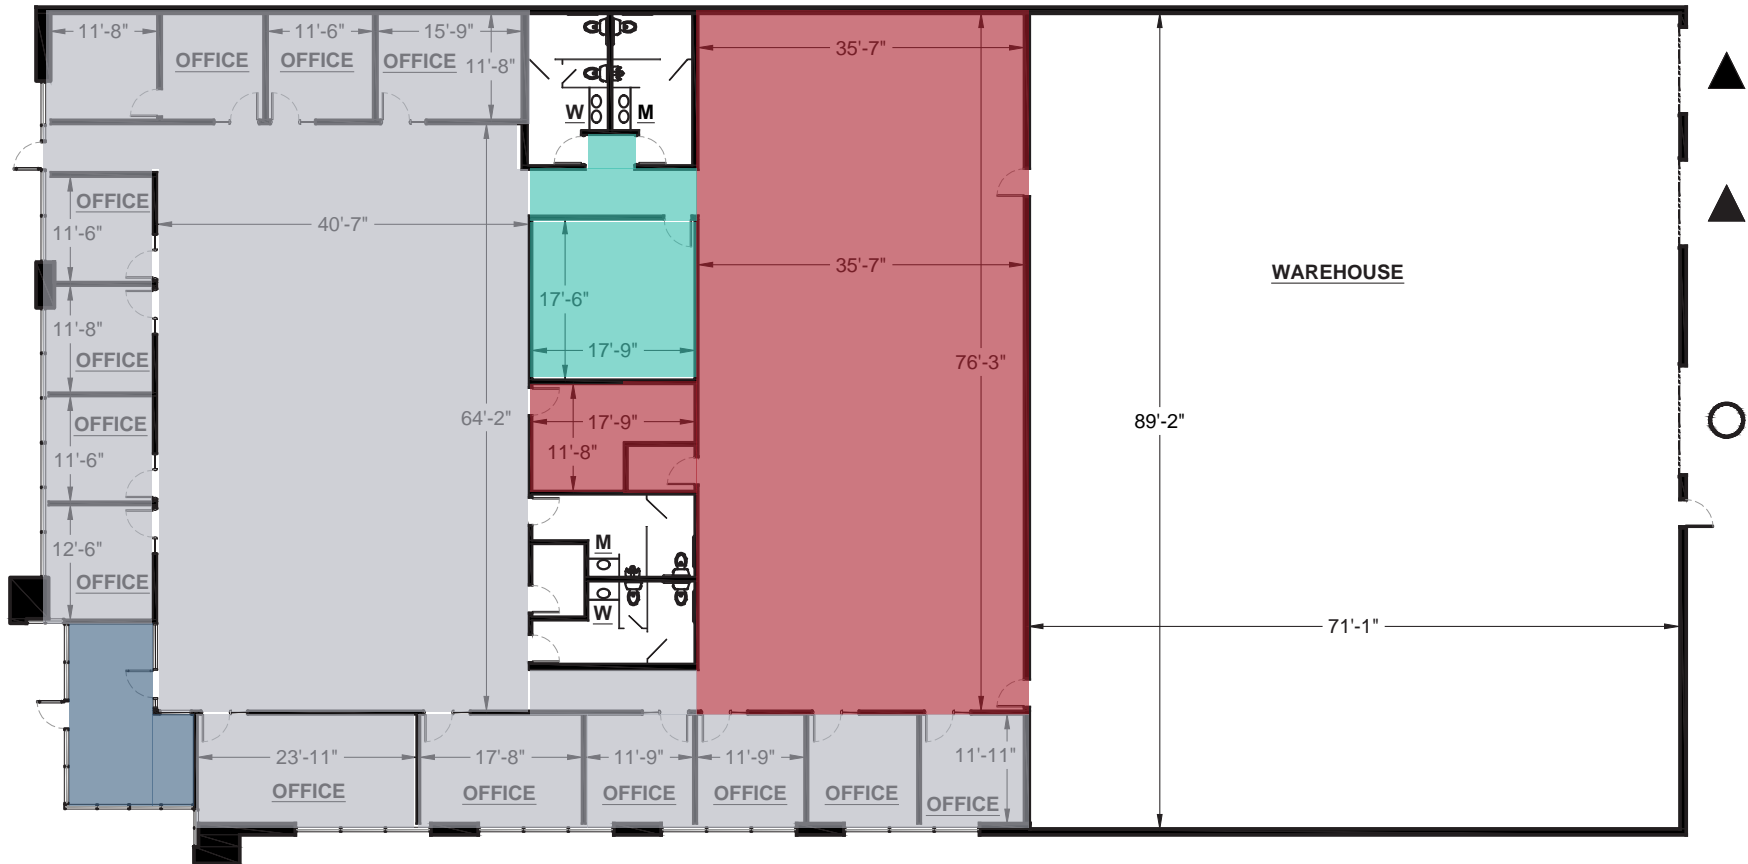 11'-8"
11'-6"
15'-9"
35'-7"
OFFICE
OFFICE
OFFICE
11'-8"
W
M
OFFICE
11'-6"
40'-7"
35'-7"
WAREHOUSE
17'-6"
11'-8"
OFFICE
17'-9"
76'-3"
64'-2"
17'-9"
89'-2"
OFFICE
11'-6"
11'-8"
12'-6"
OFFICE
M
W
71'-1"
23'-11"
17'-8"
11'-9"
11'-9"
11'-11"
OFFICE
OFFICE
OFFICE
OFFICE
OFFICE
OFFICE